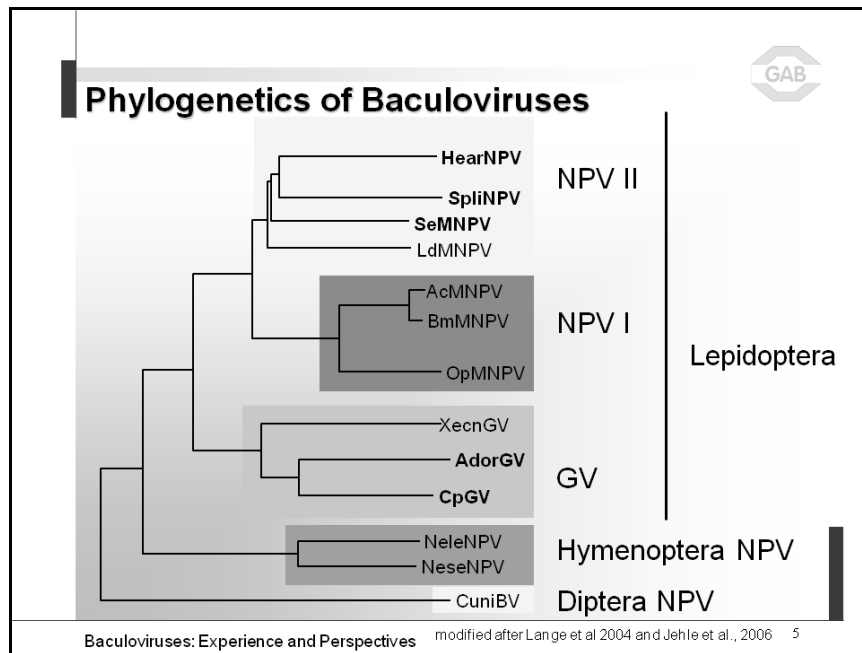 GAB
Phylogenetics of Baculoviruses
HearNPV
SpliNPV
SeMNPV
LdMNPV
NPV II
AcMNPV
BmMNPV
OpMNPV
NPV I
Lepidoptera
XecnGV
AdorGV
CpGV
GV
NeleNPV
NeseNPV
Hymenoptera NPV
CuniBV
Diptera NPV
Baculoviruses: Experience and Perspectives
modified after Lange et al 2004 and Jehle et al., 2006
5